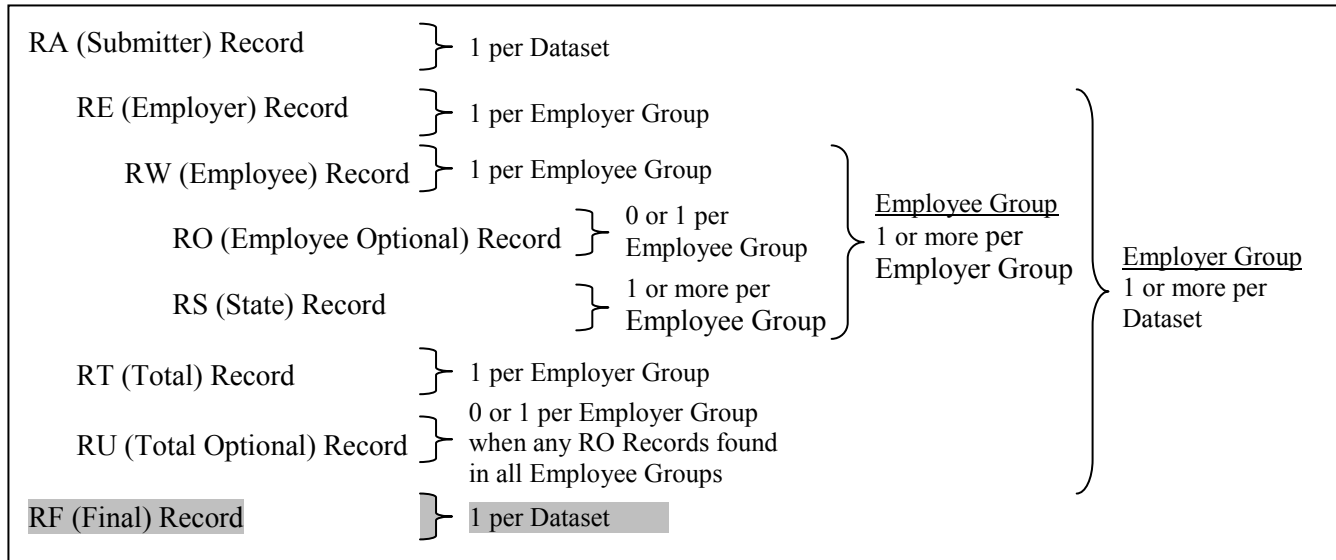 RA (Submitter) Record 1 per Dataset
RE (Employer) Record 1 per Employer Group
RW (Employee) Record 1 per Employee Group
RO (Employee Optional) Record 0 or 1 per
Employee Group
RS (State) Record 1 or more per
Employee Group
Employee Group
1 or more per
Employer Group
RT (Total) Record 1 per Employer Group
RU (Total Optional) Record 0 or 1 per Employer Group
when any RO Records found
in all Employee Groups
Employer Group
1 or more per
Dataset
RF (Final) Record 1 per Dataset